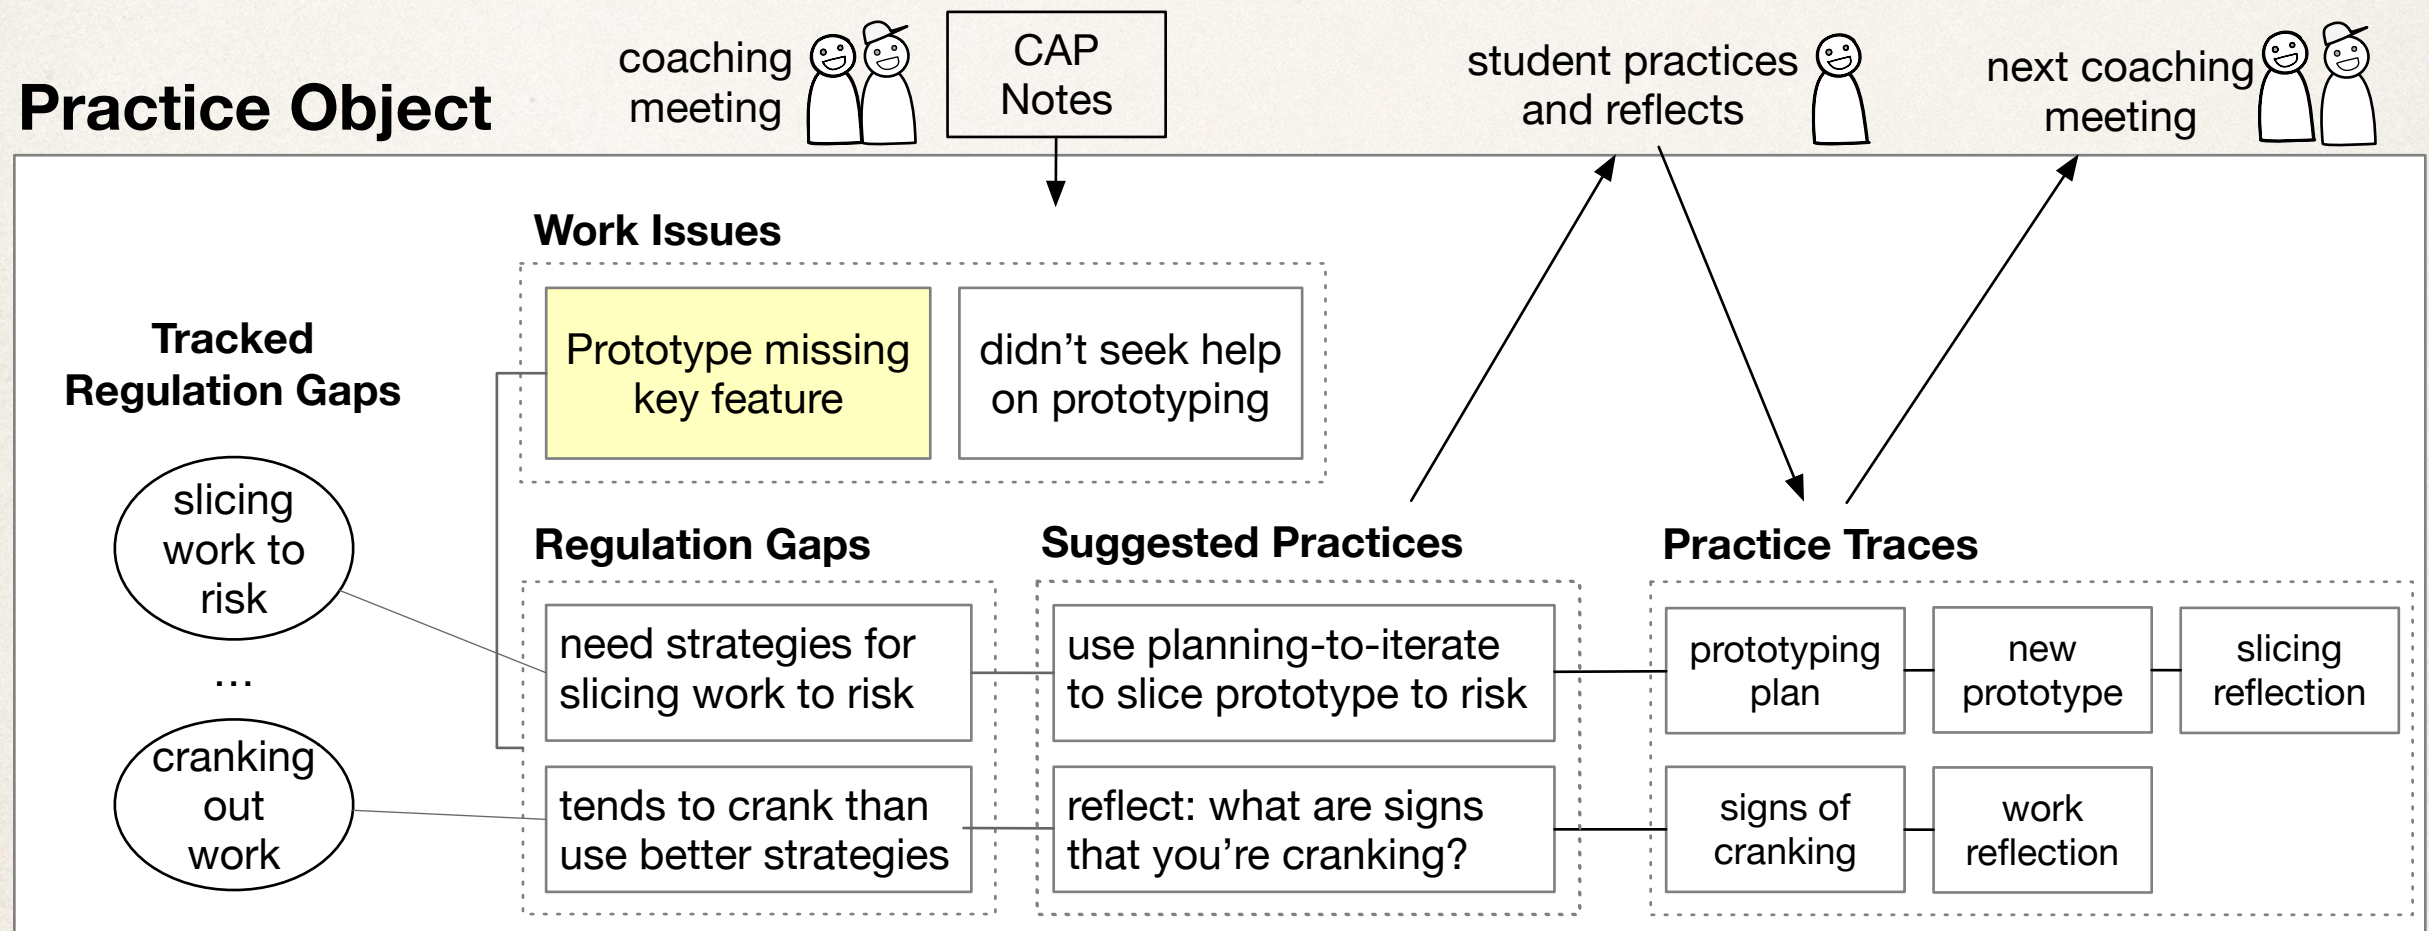 Practice Object
coaching
meeting
CAP
Notes
student practices
and reflects
next coaching
meeting
Work Issues
Prototype missing
key feature
didn’t seek help
on prototyping
Tracked
Regulation Gaps
slicing
work to
risk
...
cranking
out
work
Regulation Gaps
need strategies for
slicing work to risk
tends to crank than
use better strategies
Suggested Practices
use planning-to-iterate
to slice prototype to risk
reflect: what are signs
that you’re cranking?
Practice Traces
prototyping
plan
new
prototype
slicing
reflection
signs of
cranking
work
reflection